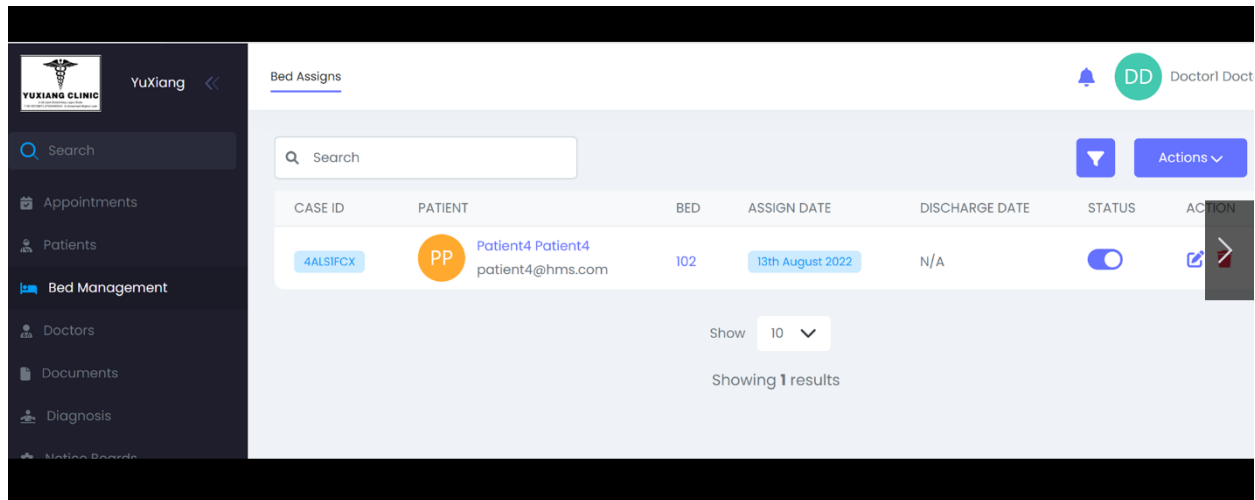 YUXIANG CLINIC
YuXiang
Search
Appointments
Patients
Bed Management
Doctors
Documents
Diagnosis
Notice Boards
Bed Assigns
DD Doctor1 Doct
Search
Actions
CASE ID PATIENT BED ASSIGN DATE DISCHARGE DATE STATUS ACTION
4ALS1FCX PP Patient4 Patient4 102 13th August 2022 N/A
patient4@hms.com
Show 10
Showing 1 results